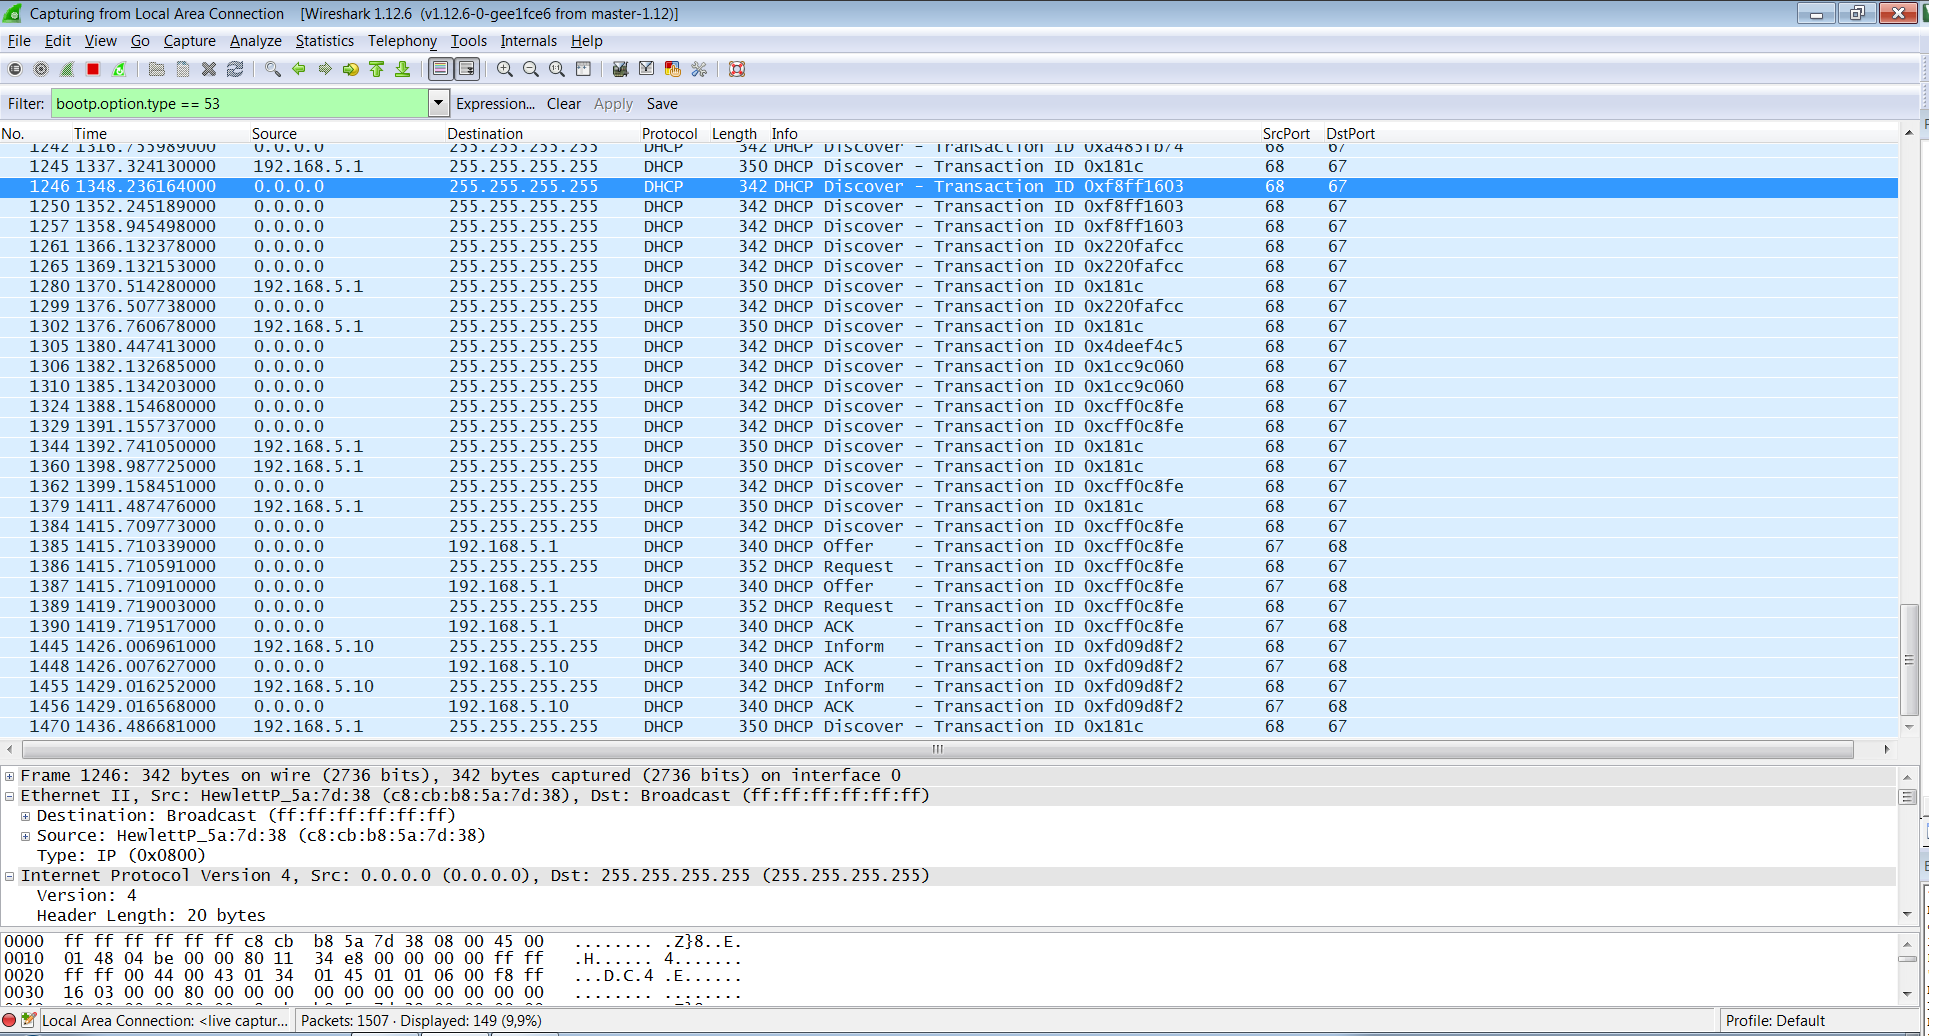 Capturing from Local Area Connection [Wireshark 1.12.6 (v1.12.6-0-gee1fce6 from master-1.12)]
File Edit View Go Capture Analyze Statistics Telephony Tools Internals Help
Filter: bootp.option.type == 53 Expression... Clear Apply Save
No. Time Source Destination Protocol Length Info SrcPort DstPort
1242 1316.755989000 0.0.0.0 255.255.255.255 DHCP 342 DHCP Discover - Transaction ID 0xa485fb74 68 67
1245 1337.324130000 192.168.5.1 255.255.255.255 DHCP 350 DHCP Discover - Transaction ID 0x181c 68 67
1246 1348.236164000 0.0.0.0 255.255.255.255 DHCP 342 DHCP Discover - Transaction ID 0xf8ff1603 68 67
1250 1352.245189000 0.0.0.0 255.255.255.255 DHCP 342 DHCP Discover - Transaction ID 0xf8ff1603 68 67
1257 1358.945498000 0.0.0.0 255.255.255.255 DHCP 342 DHCP Discover - Transaction ID 0xf8ff1603 68 67
1261 1366.132378000 0.0.0.0 255.255.255.255 DHCP 342 DHCP Discover - Transaction ID 0x220fafcc 68 67
1265 1369.132153000 0.0.0.0 255.255.255.255 DHCP 342 DHCP Discover - Transaction ID 0x220fafcc 68 67
1280 1370.514280000 192.168.5.1 255.255.255.255 DHCP 350 DHCP Discover - Transaction ID 0x181c 68 67
1299 1376.507738000 0.0.0.0 255.255.255.255 DHCP 342 DHCP Discover - Transaction ID 0x220fafcc 68 67
1302 1376.760678000 192.168.5.1 255.255.255.255 DHCP 350 DHCP Discover - Transaction ID 0x181c 68 67
1305 1380.447413000 0.0.0.0 255.255.255.255 DHCP 342 DHCP Discover - Transaction ID 0x4deef4c5 68 67
1306 1382.132685000 0.0.0.0 255.255.255.255 DHCP 342 DHCP Discover - Transaction ID 0x1cc9c060 68 67
1310 1385.134203000 0.0.0.0 255.255.255.255 DHCP 342 DHCP Discover - Transaction ID 0x1cc9c060 68 67
1324 1388.154680000 0.0.0.0 255.255.255.255 DHCP 342 DHCP Discover - Transaction ID 0xcff0c8fe 68 67
1329 1391.155737000 0.0.0.0 255.255.255.255 DHCP 342 DHCP Discover - Transaction ID 0xcff0c8fe 68 67
1344 1392.741050000 192.168.5.1 255.255.255.255 DHCP 350 DHCP Discover - Transaction ID 0x181c 68 67
1360 1398.987725000 192.168.5.1 255.255.255.255 DHCP 350 DHCP Discover - Transaction ID 0x181c 68 67
1362 1399.158451000 0.0.0.0 255.255.255.255 DHCP 342 DHCP Discover - Transaction ID 0xcff0c8fe 68 67
1379 1411.487476000 192.168.5.1 255.255.255.255 DHCP 350 DHCP Discover - Transaction ID 0x181c 68 67
1384 1415.709773000 0.0.0.0 255.255.255.255 DHCP 342 DHCP Discover - Transaction ID 0xcff0c8fe 68 67
1385 1415.710339000 0.0.0.0 192.168.5.1 DHCP 340 DHCP Offer - Transaction ID 0xcff0c8fe 67 68
1386 1415.710591000 0.0.0.0 255.255.255.255 DHCP 352 DHCP Request - Transaction ID 0xcff0c8fe 68 67
1387 1415.710910000 0.0.0.0 192.168.5.1 DHCP 340 DHCP Offer - Transaction ID 0xcff0c8fe 67 68
1389 1419.719003000 0.0.0.0 255.255.255.255 DHCP 352 DHCP Request - Transaction ID 0xcff0c8fe 68 67
1390 1419.719517000 0.0.0.0 192.168.5.1 DHCP 340 DHCP ACK - Transaction ID 0xcff0c8fe 67 68
1445 1426.006961000 192.168.5.10 255.255.255.255 DHCP 342 DHCP Inform - Transaction ID 0xfd09d8f2 68 67
1448 1426.007627000 0.0.0.0 192.168.5.10 DHCP 340 DHCP ACK - Transaction ID 0xfd09d8f2 67 68
1455 1429.016252000 192.168.5.10 255.255.255.255 DHCP 342 DHCP Inform - Transaction ID 0xfd09d8f2 68 67
1456 1429.016568000 0.0.0.0 192.168.5.10 DHCP 340 DHCP ACK - Transaction ID 0xfd09d8f2 67 68
1470 1436.486681000 192.168.5.1 255.255.255.255 DHCP 350 DHCP Discover - Transaction ID 0x181c 68 67
Frame 1246: 342 bytes on wire (2736 bits), 342 bytes captured (2736 bits) on interface 0
Ethernet II, Src: HewlettP_5a:7d:38 (c8:cb:b8:5a:7d:38), Dst: Broadcast (ff:ff:ff:ff:ff:ff)
Destination: Broadcast (ff:ff:ff:ff:ff:ff)
Source: HewlettP_5a:7d:38 (c8:cb:b8:5a:7d:38)
Type: IP (0x0800)
Internet Protocol Version 4, Src: 0.0.0.0 (0.0.0.0), Dst: 255.255.255.255 (255.255.255.255)
Version: 4
Header Length: 20 bytes
0000 ff ff ff ff ff ff c8 cb b8 5a 7d 38 08 00 45 00 ........ .Z}8..E.
0010 01 48 04 be 00 00 80 11 34 e8 00 00 00 00 ff ff .H...... 4.......
0020 ff ff 00 44 00 43 01 34 01 45 01 01 06 00 f8 ff ...D.C.4 .E......
0030 16 03 00 00 80 00 00 00 00 00 00 00 00 00 00 00 ........ ........
Local Area Connection: <live captur... Packets: 1507 · Displayed: 149 (9,9%) Profile: Default